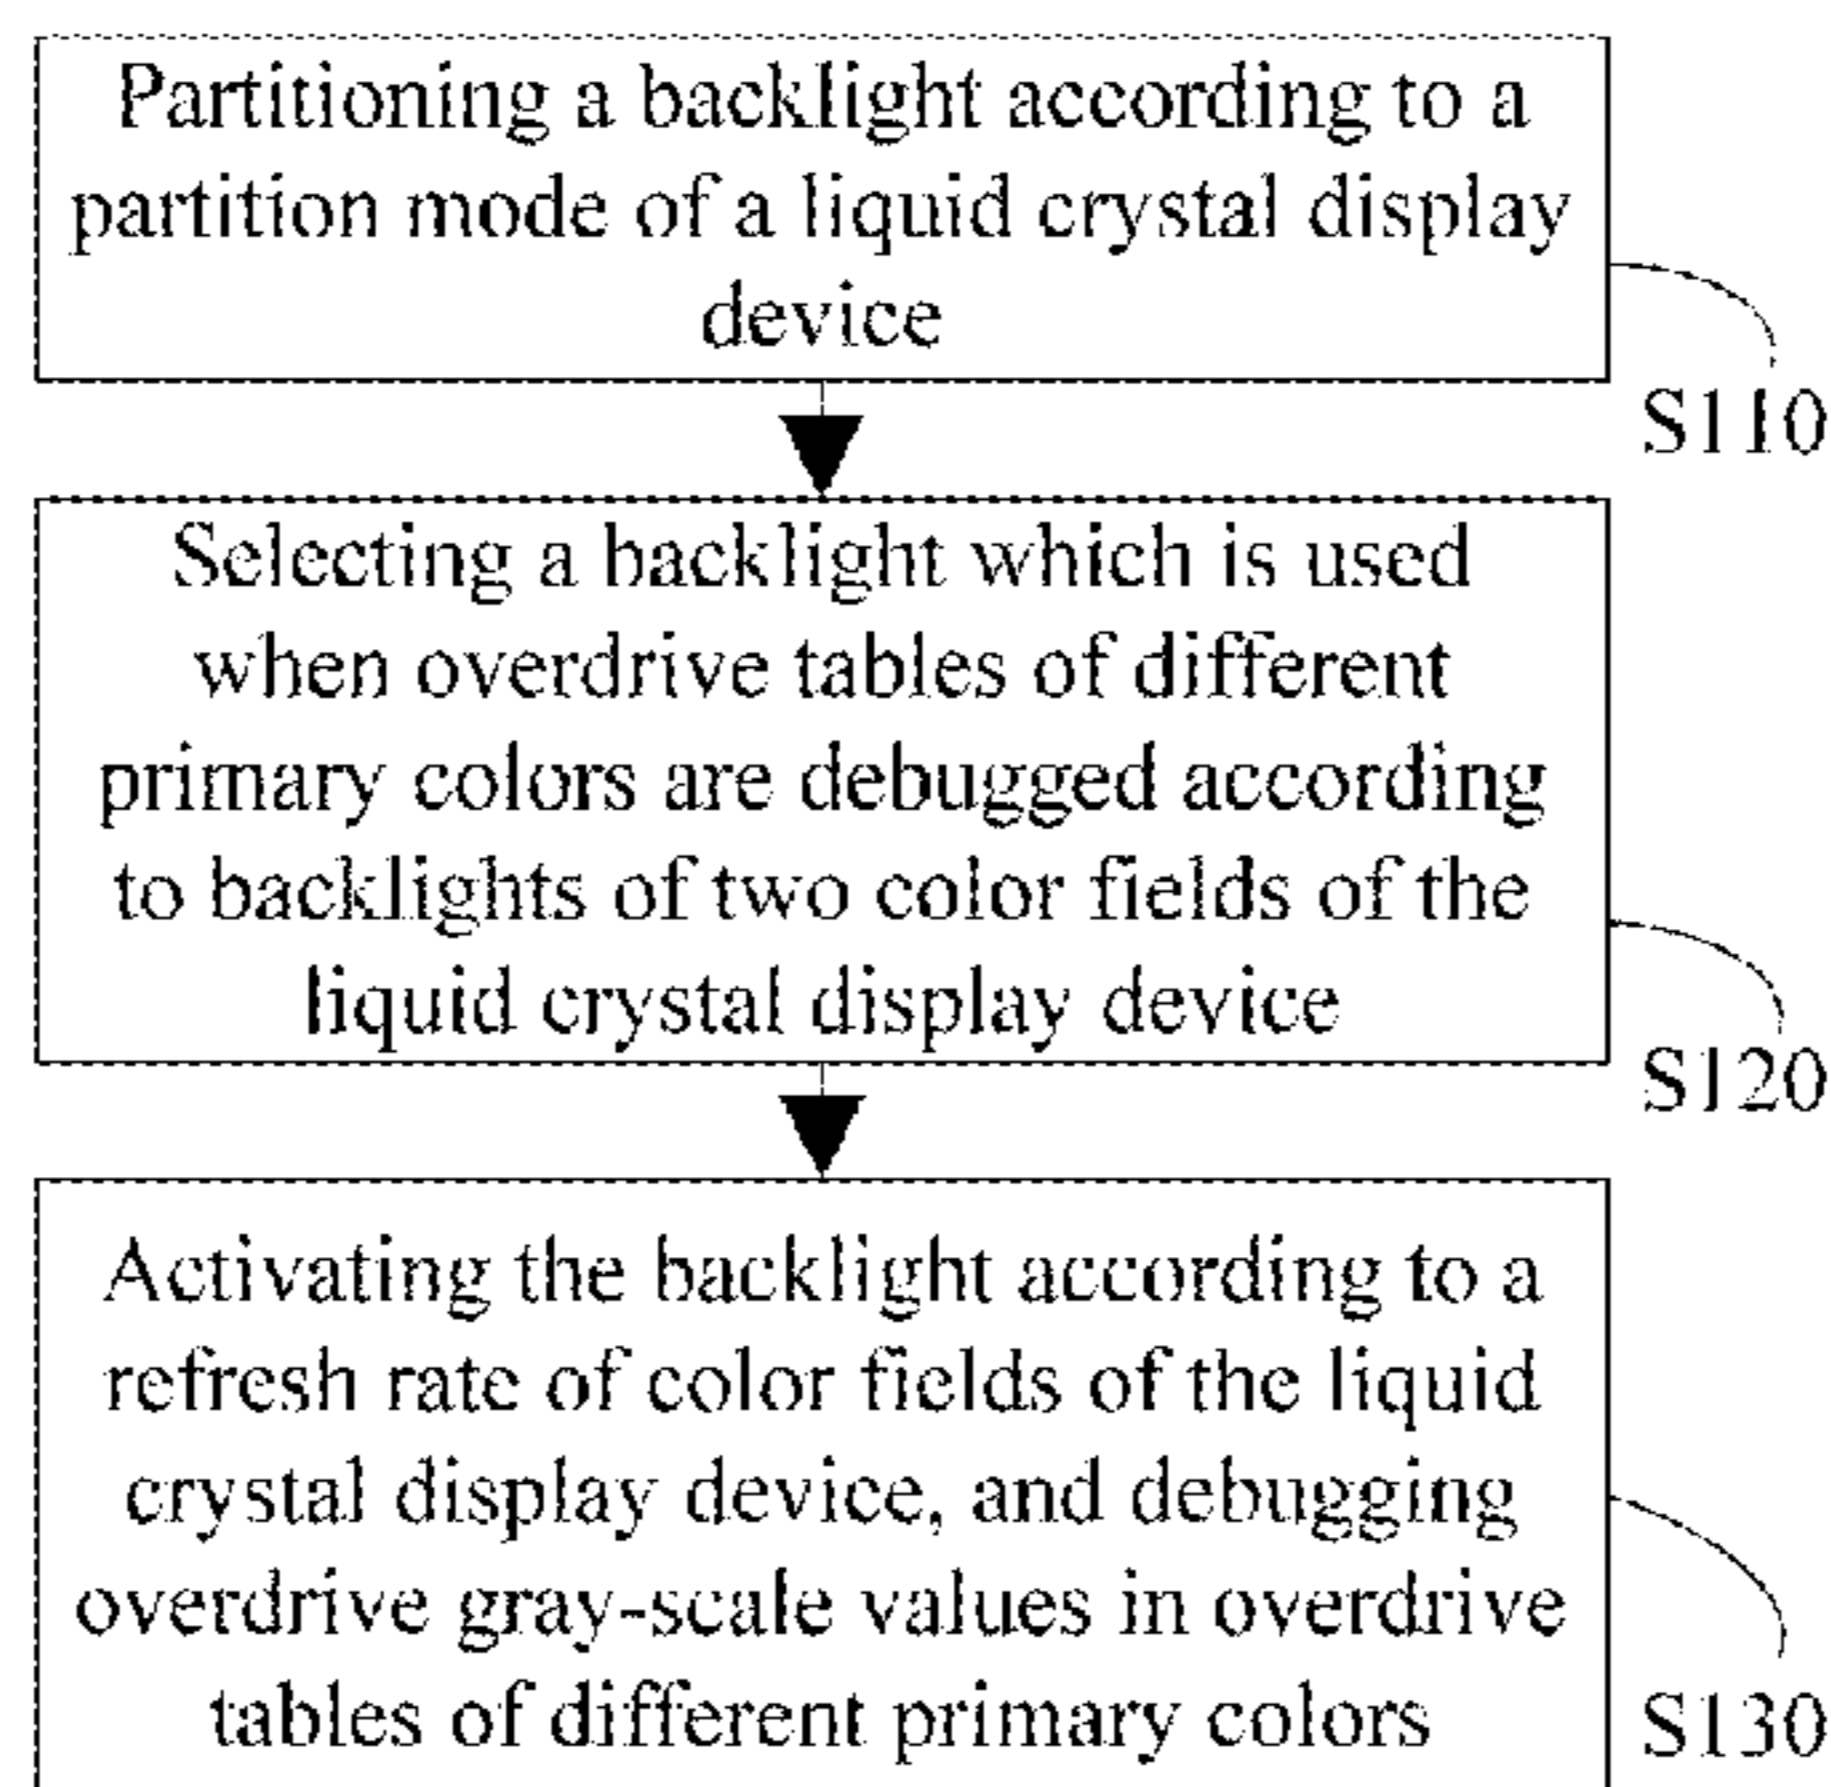 Partitioning a backlight according to a
partition mode of a liquid crystal display
device
S110
Selecting a backlight which is used
when overdrive tables of different
primary colors are debugged according
to backlights of two color fields of the
liquid crystal display device
S120
Activating the backlight according to a
refresh rate of color fields of the liquid
crystal display device, and debugging
overdrive gray-scale values in overdrive
tables of different primary colors
S130